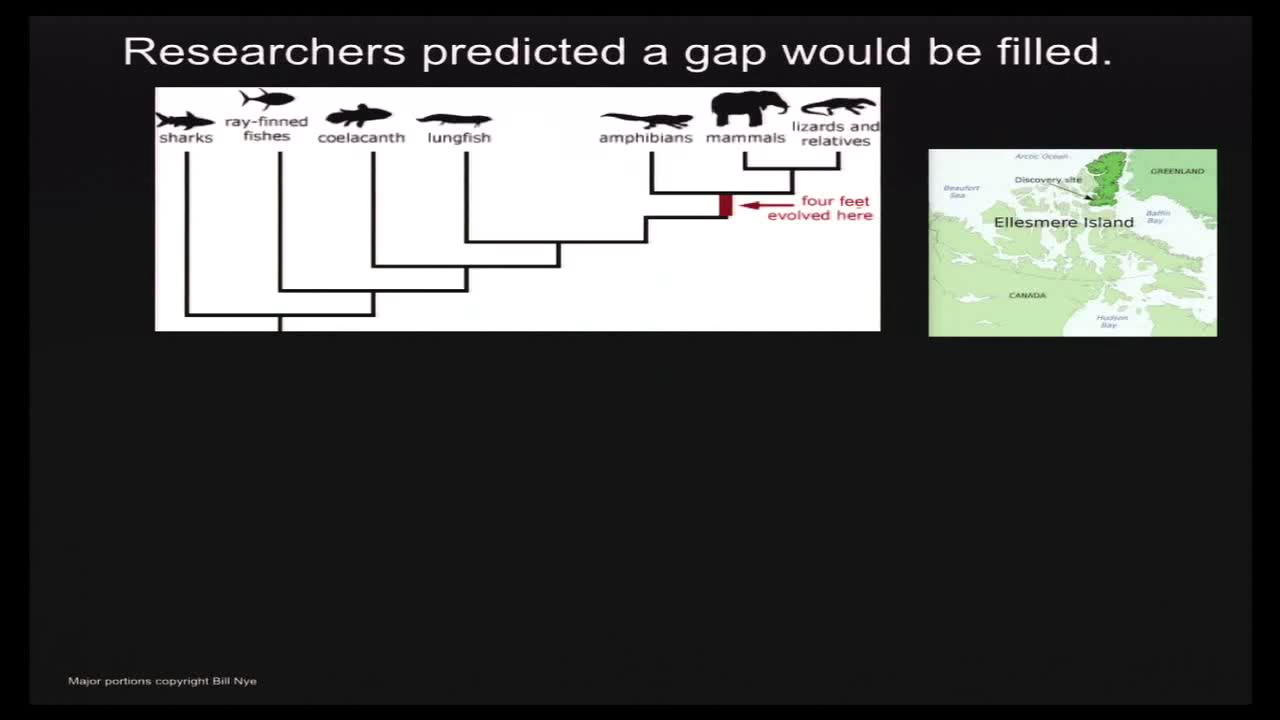 Researchers predicted a gap would be filled.
sharks
ray-finned
fishes
coelacanth
lungfish
amphibians
mammals
lizards and
relatives
four feet
evolved here
Arctic Ocean
Discovery site
GREENLAND
Beaufort
Sea
Ellesmere Island
Baffin
Bay
CANADA
Hudson
Bay
Major portions copyright Bill Nye